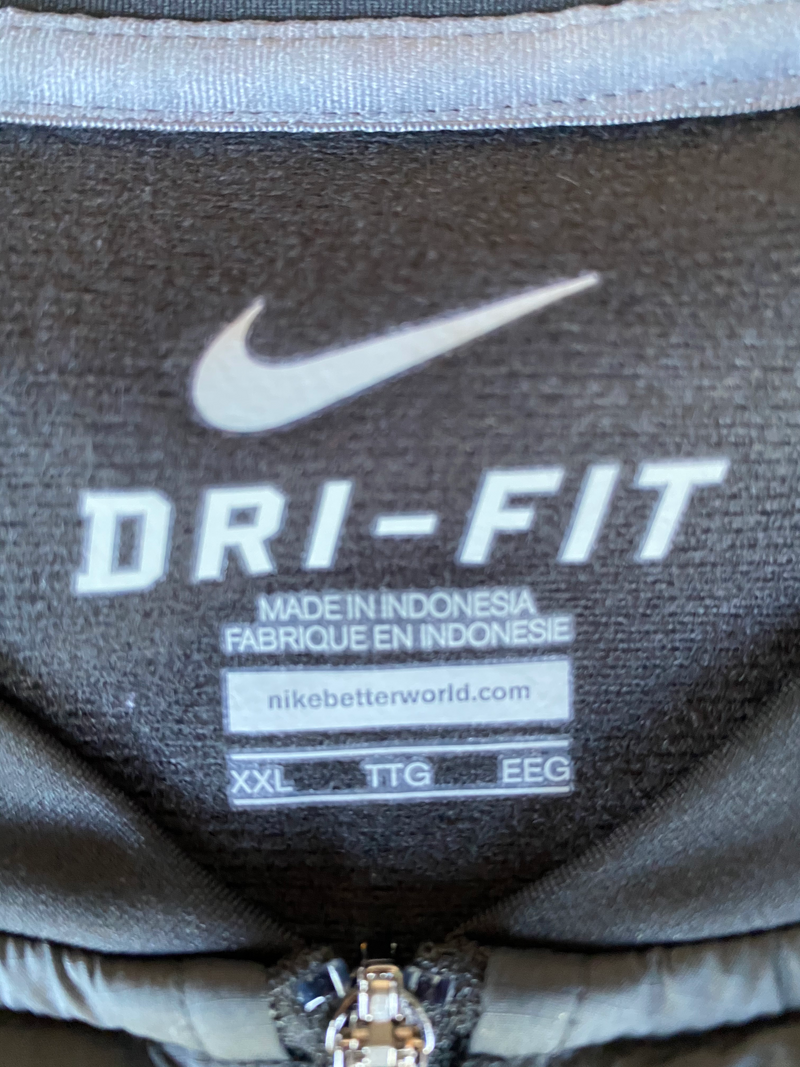 DRI-FIT
MADE IN INDONESIA
FABRIQUE EN INDONESIE
nikebetterworld.com
XXL TTG EEG